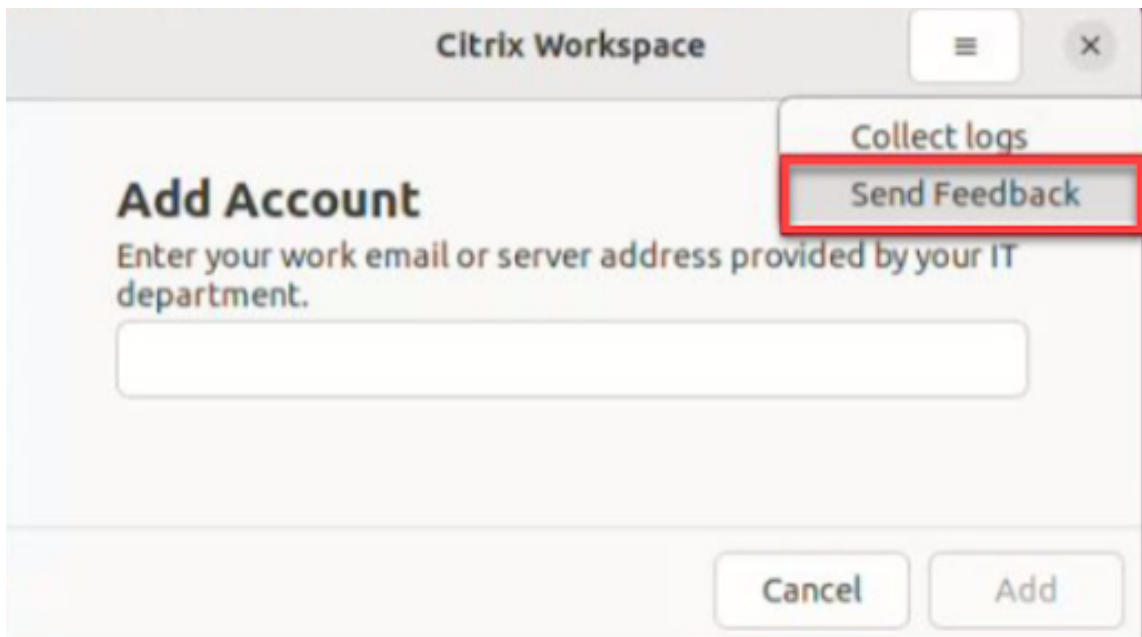 Citrix Workspace
Collect logs
Send Feedback
Add Account
Enter your work email or server address provided by your IT
department.
Cancel
Add